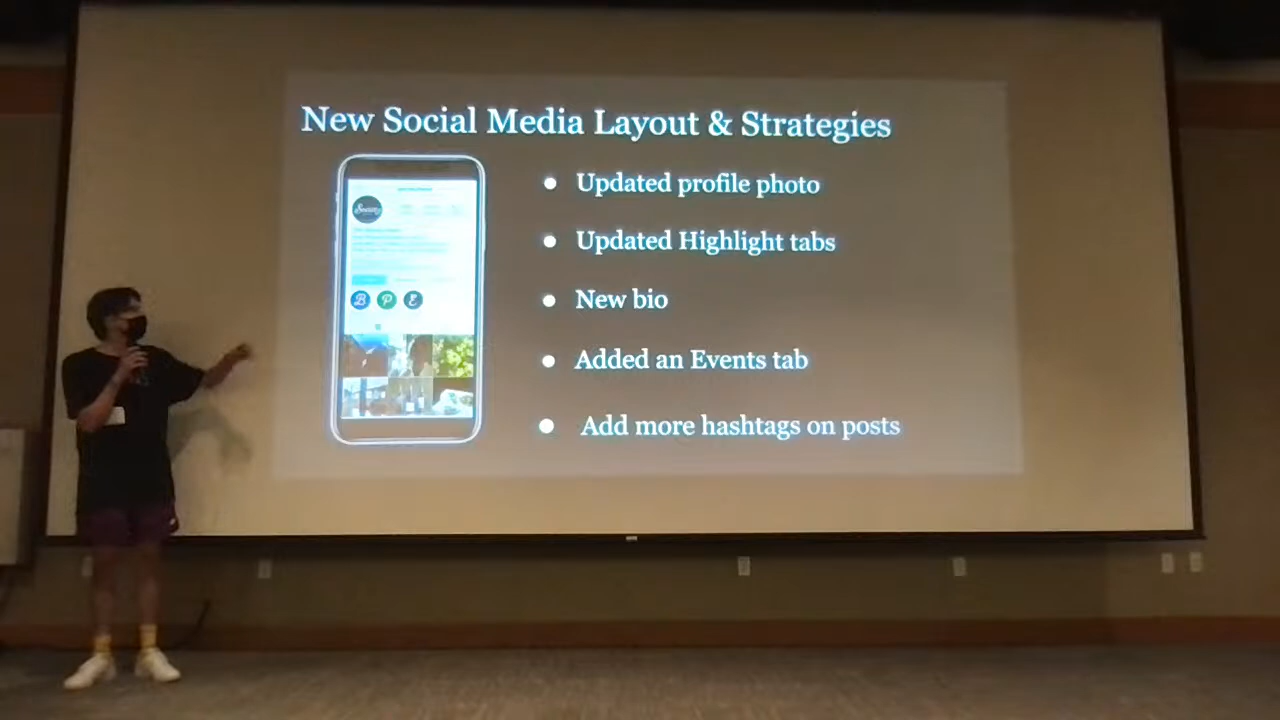 New Social Media Layout & Strategies
● Updated profile photo
● Updated Highlight tabs
● New bio
● Added an Events tab
● Add more hashtags on posts
B P E